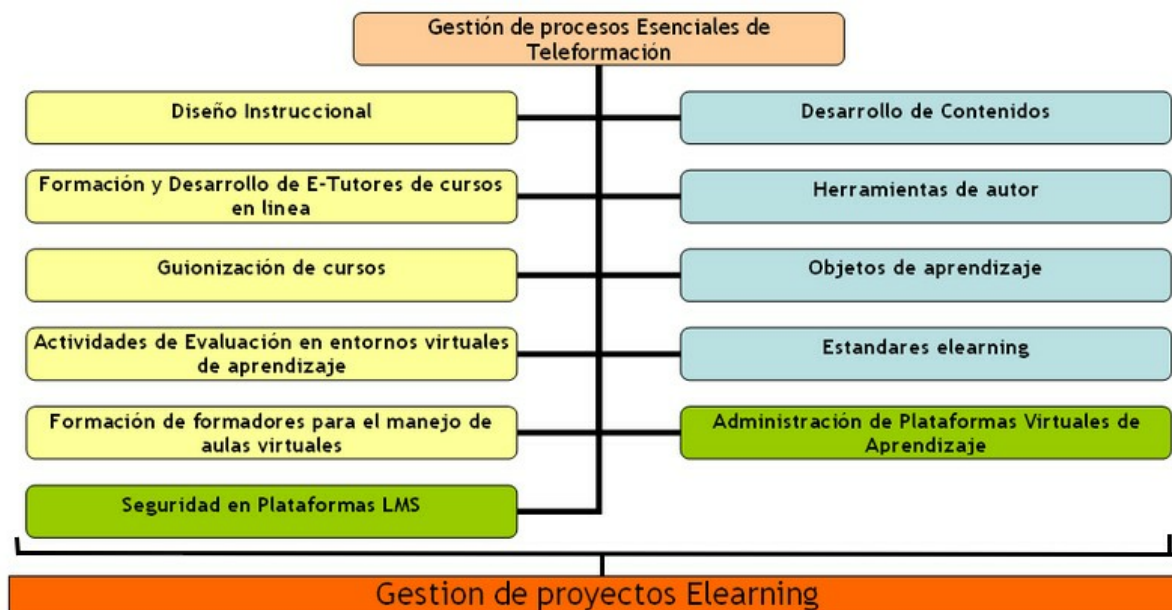 Gestión de procesos Esenciales de
Teleformación
Diseño Instruccional
Desarrollo de Contenidos
Formación y Desarrollo de E-Tutores de cursos
en linea
Herramientas de autor
Guionización de cursos
Objetos de aprendizaje
Actividades de Evaluación en entornos virtuales
de aprendizaje
Estandares elearning
Formación de formadores para el manejo de
aulas virtuales
Administración de Plataformas Virtuales de
Aprendizaje
Seguridad en Plataformas LMS
Gestion de proyectos Elearning